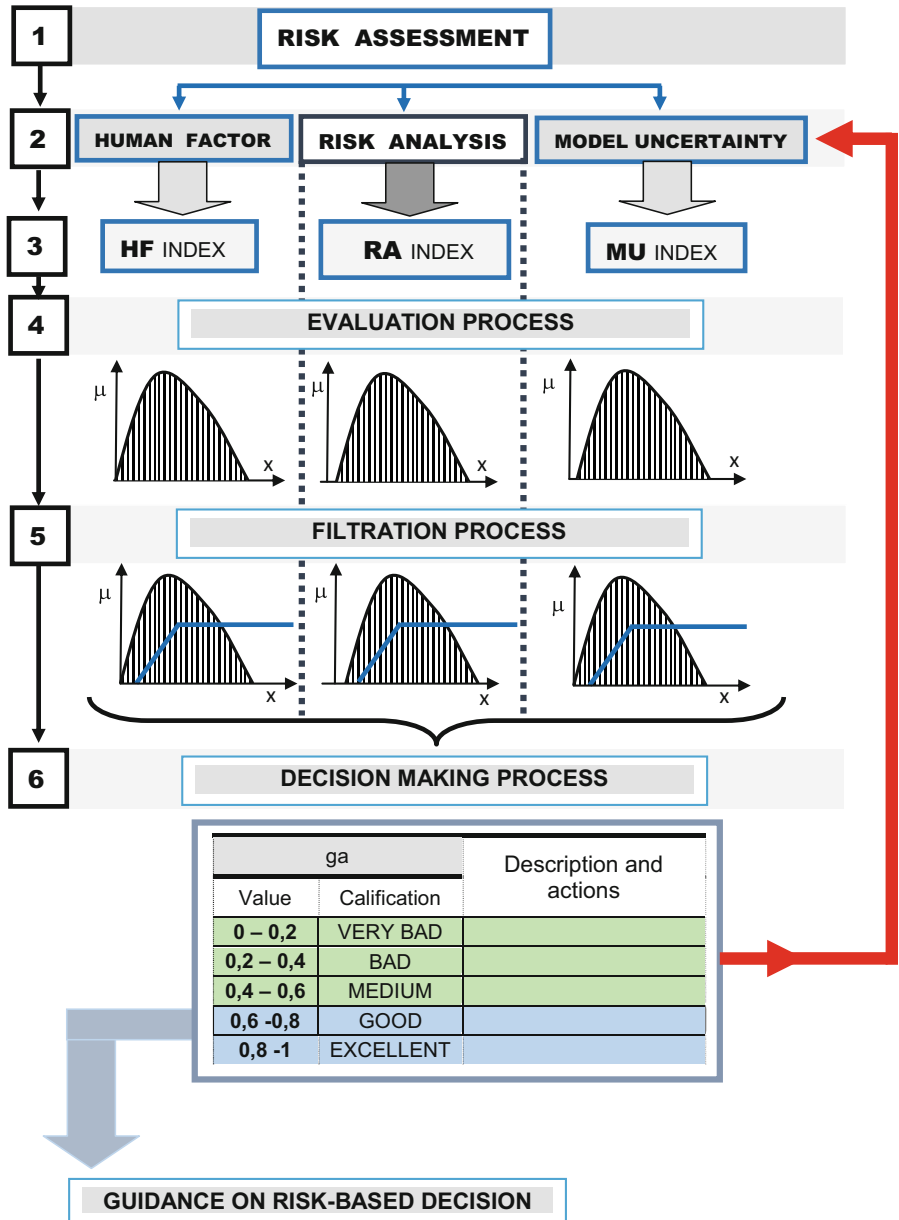 1
RISK ASSESSMENT
2
HUMAN FACTOR
RISK ANALYSIS
MODEL UNCERTAINTY
3
HF INDEX
RA INDEX
MU INDEX
4
EVALUATION PROCESS
μ
x
μ
x
μ
x
5
FILTRATION PROCESS
μ
x
μ
x
μ
x
6
DECISION MAKING PROCESS
ga
Description and
actions
Value
Calification
0 – 0,2
VERY BAD
0,2 – 0,4
BAD
0,4 – 0,6
MEDIUM
0,6 -0,8
GOOD
0,8 -1
EXCELLENT
GUIDANCE ON RISK-BASED DECISION